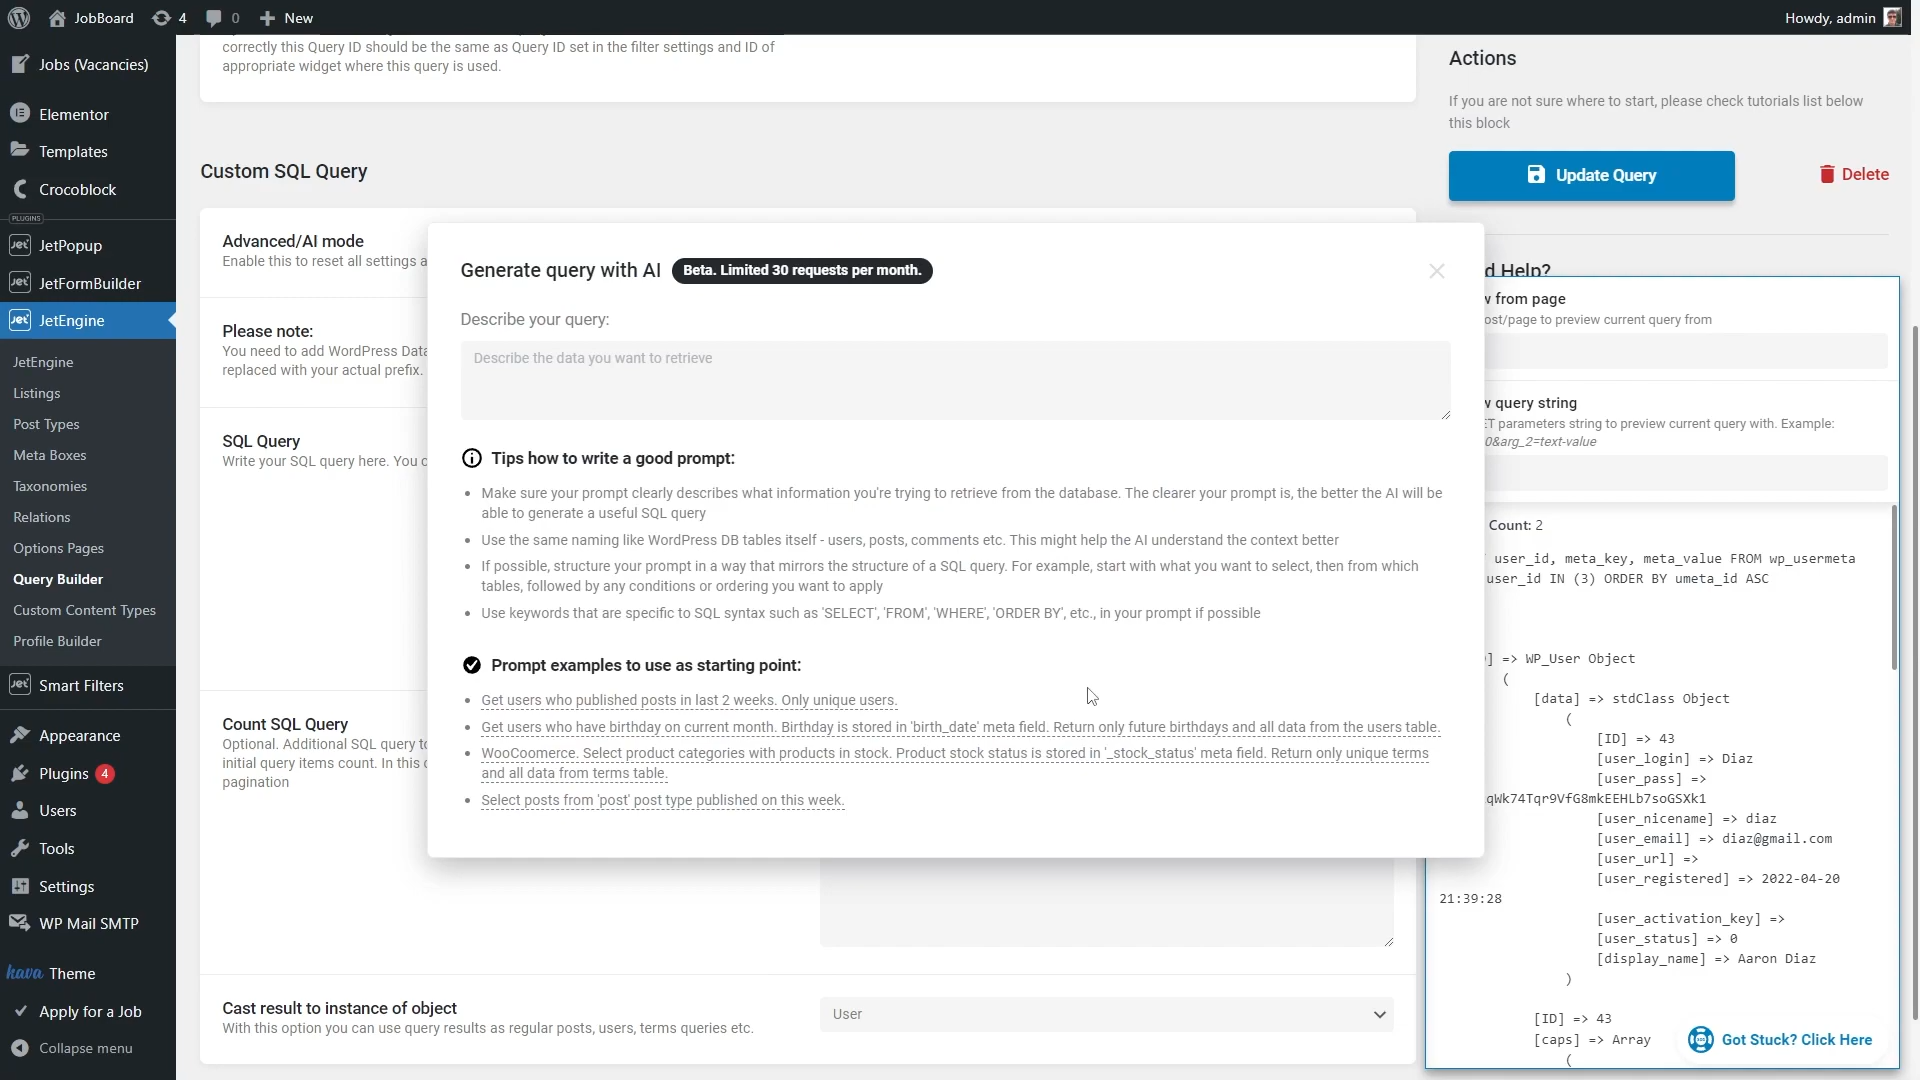 JobBoard
4
0
New
Howdy, admin
Jobs (Vacancies)
Elementor
Templates
Crocoblock
PLUGINS
JetPopup
JetFormBuilder
JetEngine
JetEngine
Listings
Post Types
Meta Boxes
Taxonomies
Relations
Options Pages
Query Builder
Custom Content Types
Profile Builder
Smart Filters
Appearance
Plugins 4
Users
Tools
Settings
WP Mail SMTP
hava Theme
Apply for a Job
Collapse menu
correctly this Query ID should be the same as Query ID set in the filter settings and ID of
appropriate widget where this query is used.
Custom SQL Query
Advanced/AI mode
Enable this to reset all settings a
Please note:
You need to add WordPress Data
replaced with your actual prefix.
SQL Query
Write your SQL query here. You c
Count SQL Query
Optional. Additional SQL query to
initial query items count. In this c
pagination
Cast result to instance of object
With this option you can use query results as regular posts, users, terms queries etc.
User
Generate query with AI
Beta. Limited 30 requests per month.
Describe your query:
Describe the data you want to retrieve
Tips how to write a good prompt:
Make sure your prompt clearly describes what information you're trying to retrieve from the database. The clearer your prompt is, the better the AI will be
able to generate a useful SQL query
Use the same naming like WordPress DB tables itself - users, posts, comments etc. This might help the AI understand the context better
If possible, structure your prompt in a way that mirrors the structure of a SQL query. For example, start with what you want to select, then from which
tables, followed by any conditions or ordering you want to apply
Use keywords that are specific to SQL syntax such as 'SELECT', 'FROM', 'WHERE', 'ORDER BY', etc., in your prompt if possible
Prompt examples to use as starting point:
Get users who published posts in last 2 weeks. Only unique users.
Get users who have birthday on current month. Birthday is stored in 'birth_date' meta field. Return only future birthdays and all data from the users table.
WooCoomerce. Select product categories with products in stock. Product stock status is stored in '_stock_status' meta field. Return only unique terms
and all data from terms table.
Select posts from 'post' post type published on this week.
Actions
If you are not sure where to start, please check tutorials list below
this block
Update Query
Delete
d Help?
w from page
ost/page to preview current query from
w query string
ET parameters string to preview current query with. Example:
0&arg_2=text-value
Count: 2
user_id, meta_key, meta_value FROM wp_usermeta
user_id IN (3) ORDER BY umeta_id ASC
] => WP_User Object
(
[data] => stdClass Object
(
[ID] => 43
[user_login] => Diaz
[user_pass] =>
qWk74Tqr9VfG8mkEEHLb7soGSXk1
[user_nicename] => diaz
[user_email] => diaz@gmail.com
[user_url] =>
[user_registered] => 2022-04-20
21:39:28
[user_activation_key] =>
[user_status] => 0
[display_name] => Aaron Diaz
)
[ID] => 43
[caps] => Array
(
Got Stuck? Click Here